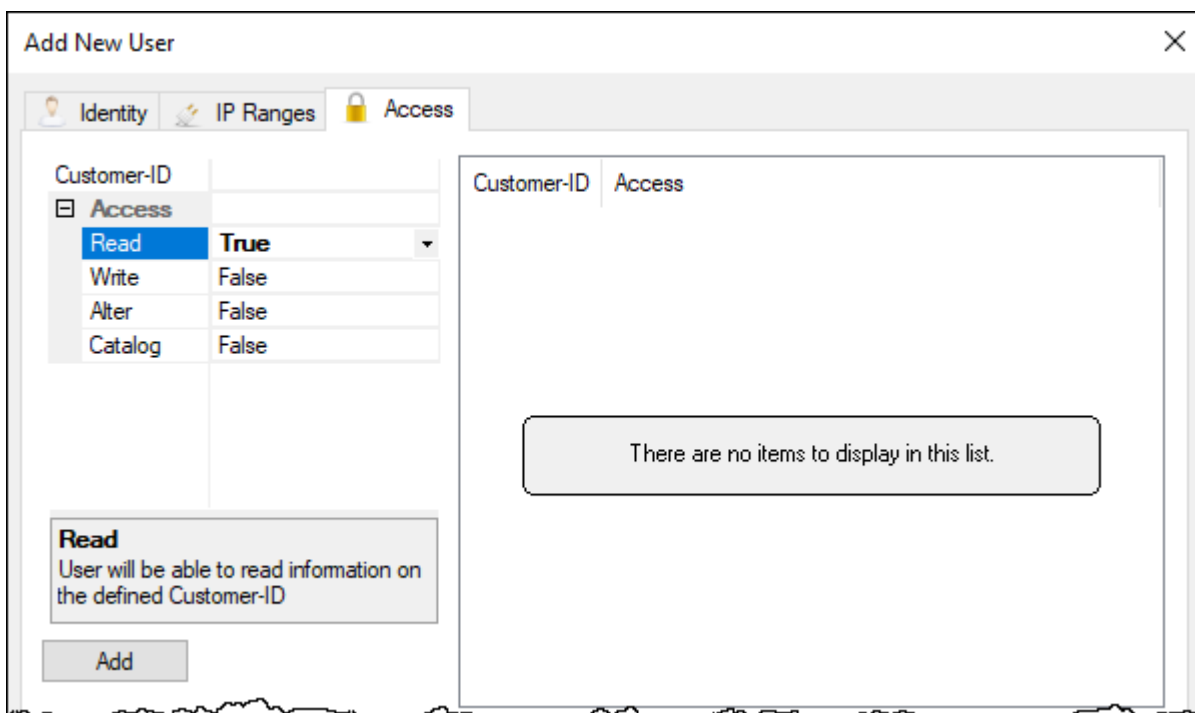 Add New User
Identity IP Ranges Access
Customer-ID
Access
Read True
Write False
Alter False
Catalog False
Read
User will be able to read information on
the defined Customer-ID
Add
Customer-ID Access
There are no items to display in this list.